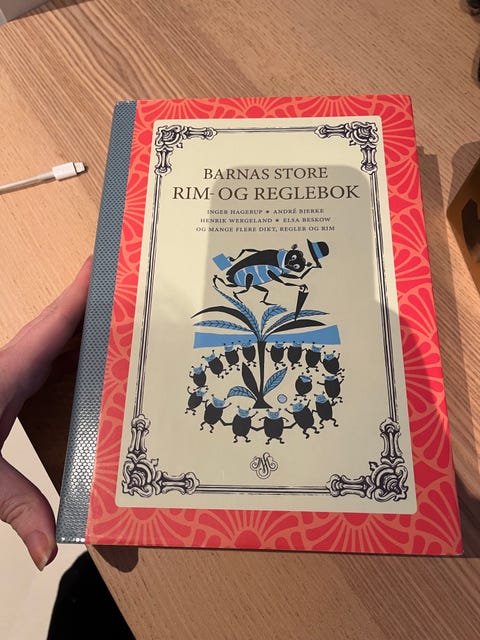 BARNAS STORE
RIM- OG REGLEBOK
INGER HAGERUP • ANDRÉ BJERKE
HENRIK WERGELAND • ELSA BESKOW
OG MANGE FLERE DIKT, REGLER OG RIM